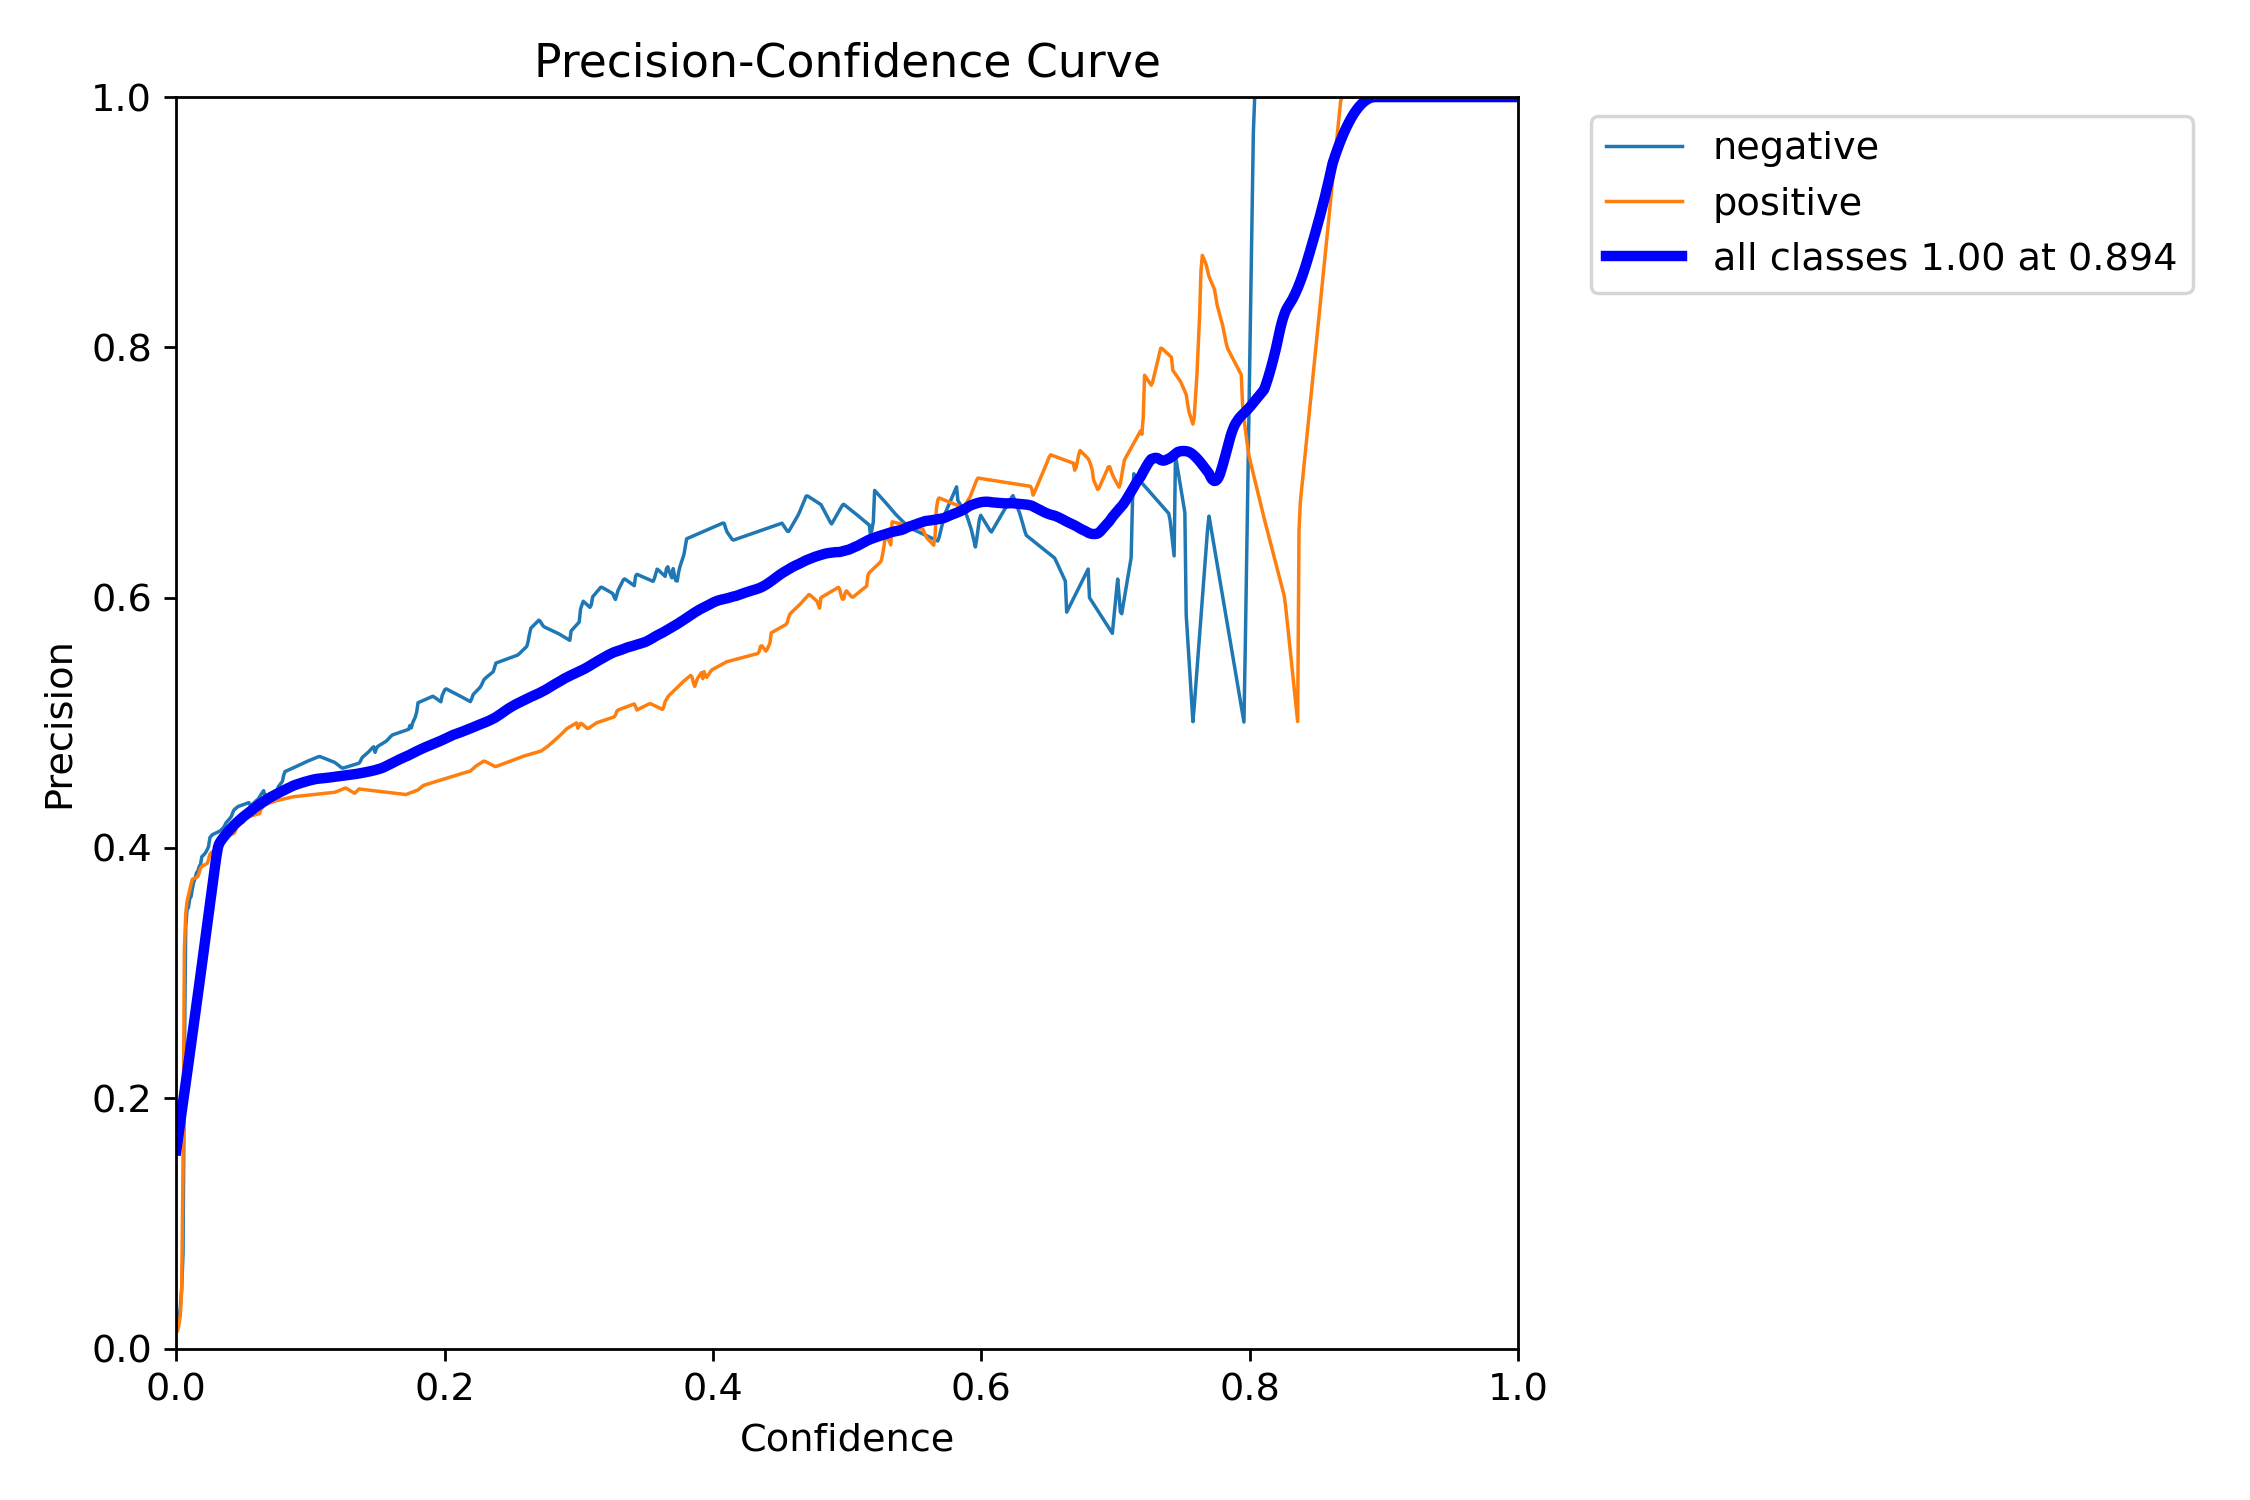 Precision-Confidence Curve
1.0
0.8
0.6
0.4
0.2
0.0
Precision
0.0 0.2 0.4 0.6 0.8 1.0
Confidence
negative
positive
all classes 1.00 at 0.894